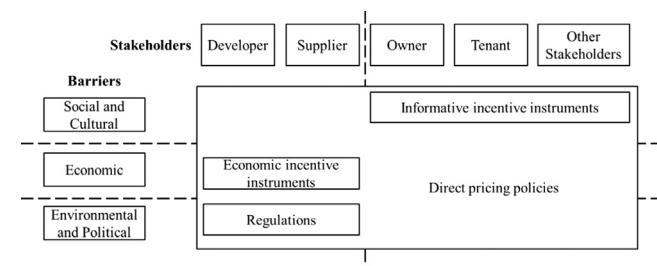 Stakeholders Developer Supplier Owner Tenant Other
Stakeholders
Barriers
Social and
Cultural
Informative incentive instruments
Economic
Economic incentive
instruments
Direct pricing policies
Environmental
and Political
Regulations